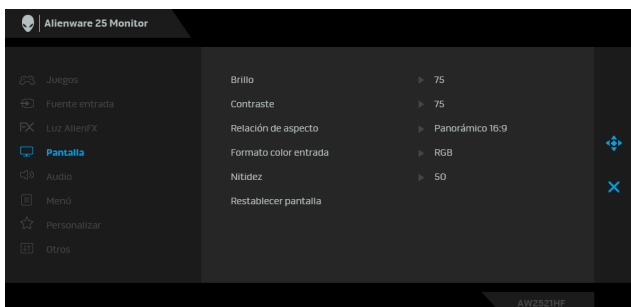 Alienware 25 Monitor
Juegos
Fuente entrada
FX Luz AlienFX
Pantalla
Audio
Menú
Personalizar
Otros
Brillo 75
Contraste 75
Relación de aspecto Panorámico 16:9
Formato color entrada RGB
Nitidez 50
Restablecer pantalla
AW2521HF